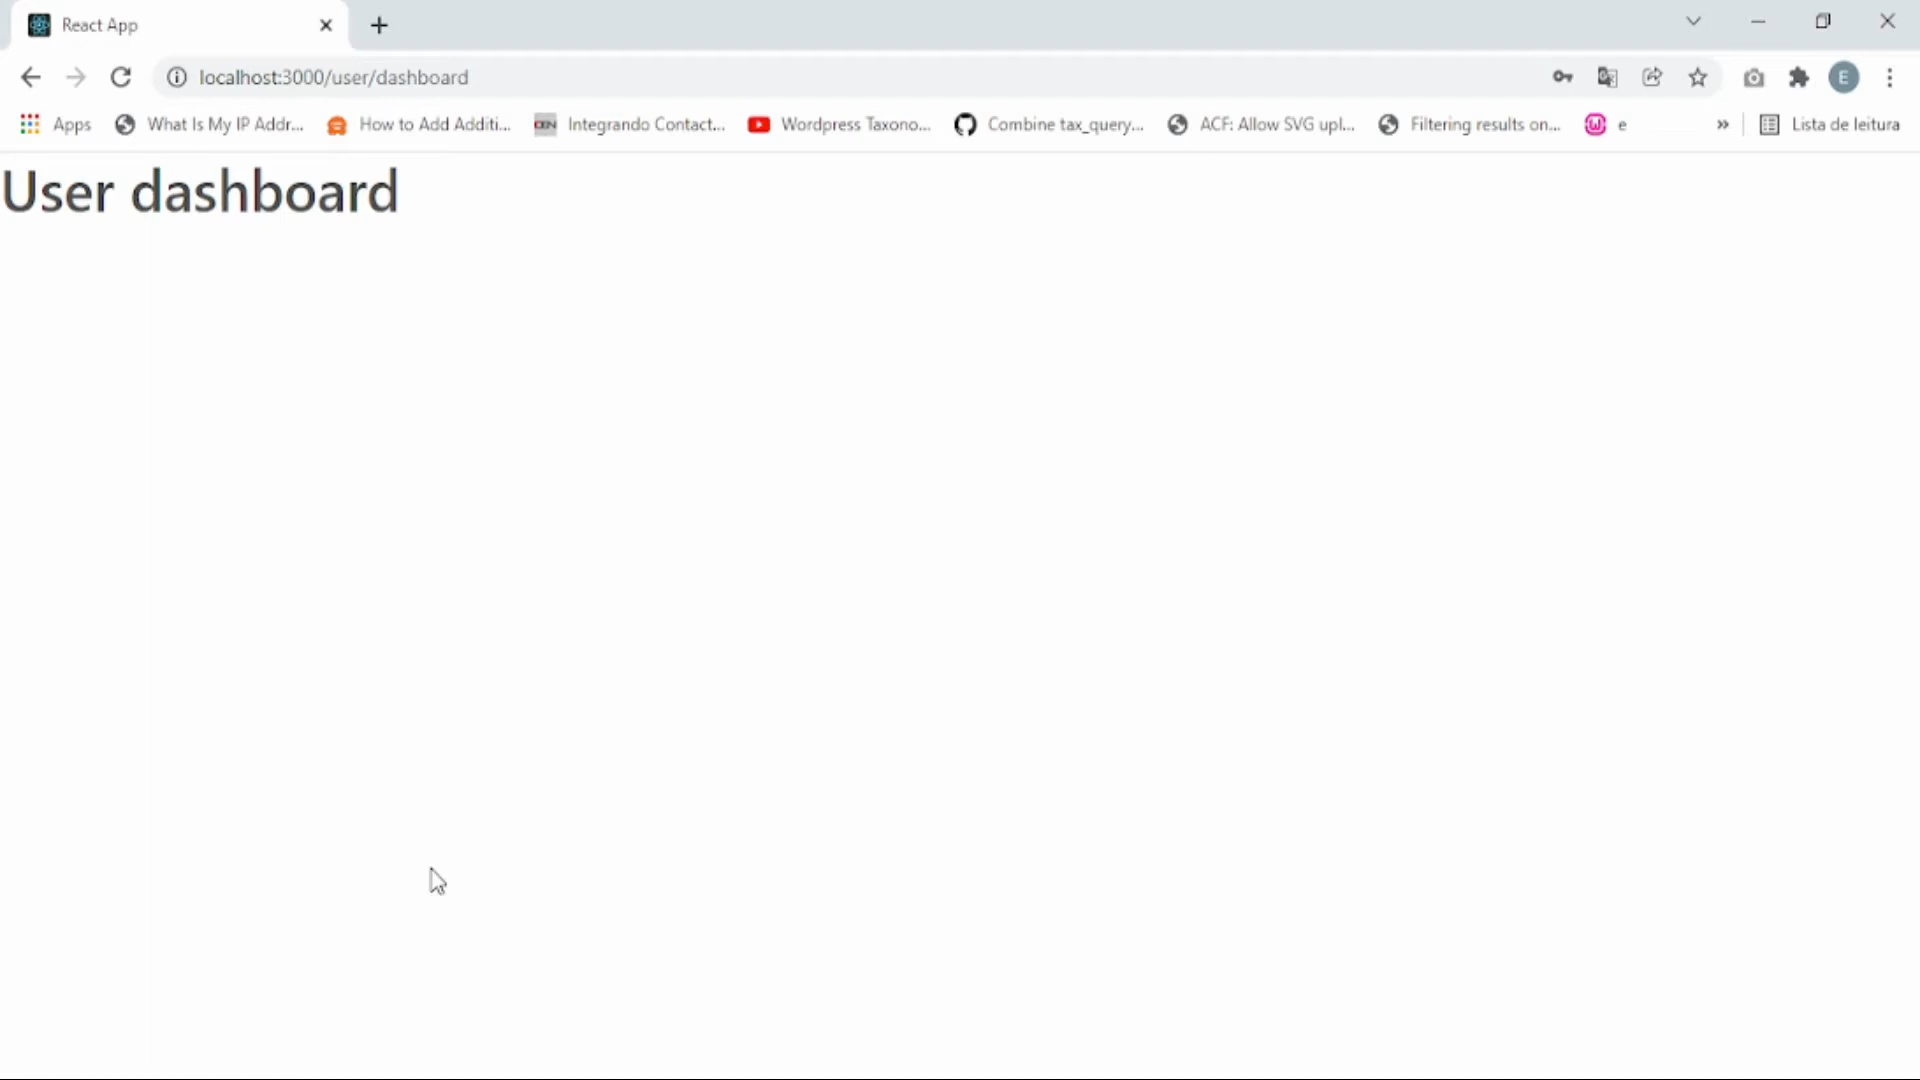 React App
localhost:3000/user/dashboard
E
Apps
What Is My IP Addr...
How to Add Additi...
Integrando Contact...
Wordpress Taxono...
Combine tax_query...
ACF: Allow SVG upl...
Filtering results on...
e
»
Lista de leitura
User dashboard